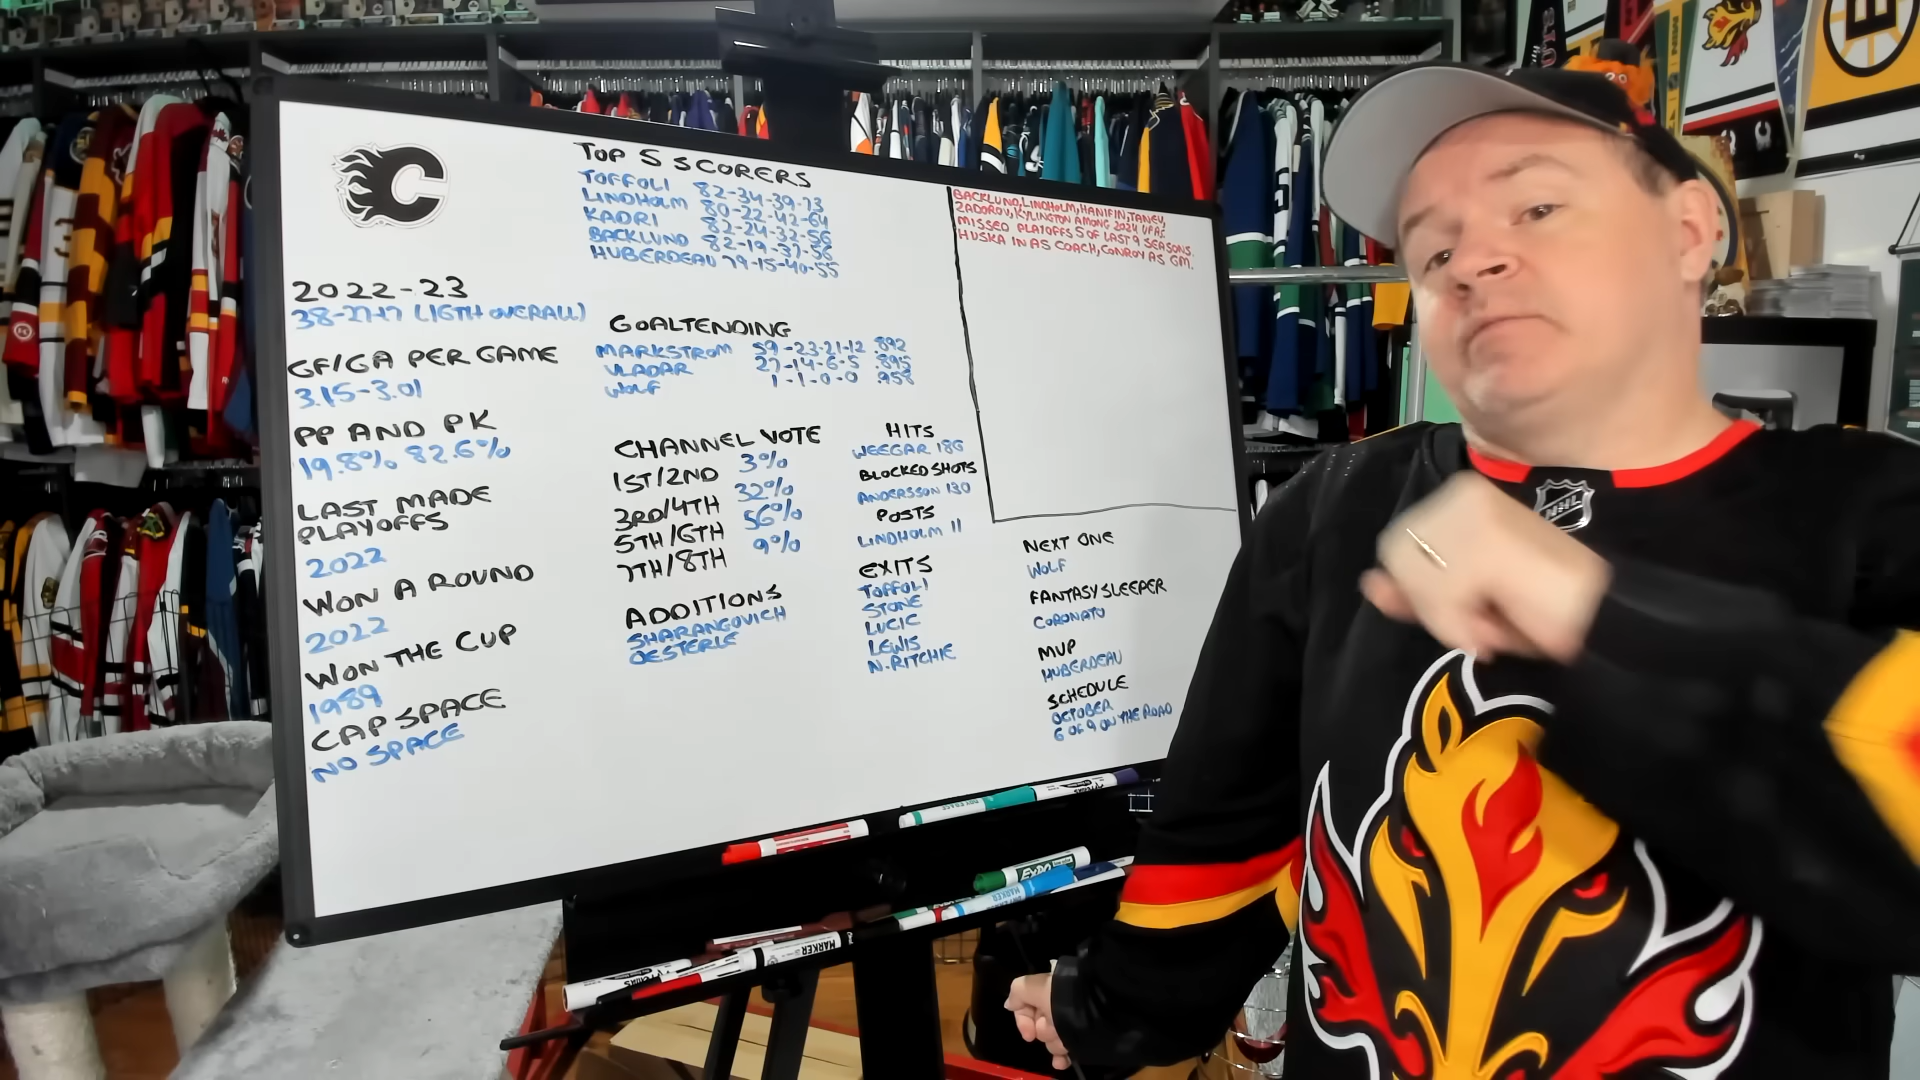 TOP 5 SCORERS
TOFFOLI 82-34-39-73
LINDHOLM 80-22-42-64
KADRI 82-24-32-56
BACKLUND 82-19-37-56
HUBERDEAU 79-15-40-55
2022-23
38-27-17 (16TH OVERALL)
GF/GA PER GAME
3.15-3.01
PP AND PK
19.8% 82.6%
LAST MADE
PLAYOFFS
2022
WON A ROUND
2022
WON THE CUP
1989
CAP SPACE
NO SPACE
GOALTENDING
MARKSTROM 59-23-21-12 .892
VLADAR 27-14-6-5 .895
WOLF 1-1-0-0 .958
CHANNEL VOTE
1ST/2ND 3%
3RD/4TH 32%
5TH/6TH 56%
7TH/8TH 9%
ADDITIONS
SHARANGOVICH
OESTERLE
HITS
WEEGAR 186
BLOCKED SHOTS
ANDERSSON 130
POSTS
LINDHOLM 11
EXITS
TOFFOLI
STONE
LUCIC
LEWIS
N.RITCHIE
BACKLUND, LINDHOLM, HANIFIN, TANEV,
ZADOROV, KYLINGTON AMONG 2024 UFAS
MISSED PLAYOFFS 5 OF LAST 9 SEASONS.
HUSKA IN AS COACH, CONROY AS GM.
NEXT ONE
WOLF
FANTASY SLEEPER
CORONATO
MVP
HUBERDEAU
SCHEDULE
OCTOBER
6 OF 9 ON THE ROAD
NHL
EXPO
MARKER